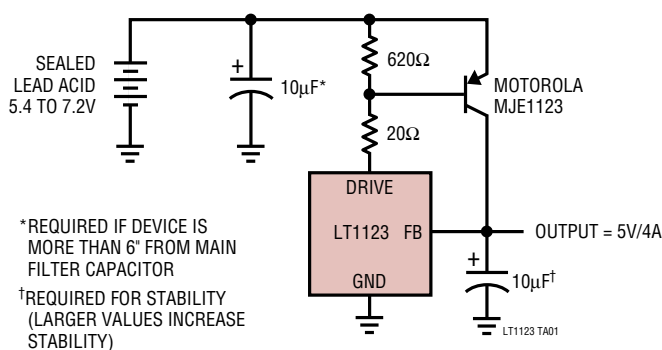 SEALED
LEAD ACID
5.4 TO 7.2V
+
10µF*
620Ω
20Ω
MOTOROLA
MJE1123
DRIVE
LT1123 FB
GND
OUTPUT = 5V/4A
+
10µF†
LT1123 TA01
*REQUIRED IF DEVICE IS
MORE THAN 6" FROM MAIN
FILTER CAPACITOR
†REQUIRED FOR STABILITY
(LARGER VALUES INCREASE
STABILITY)